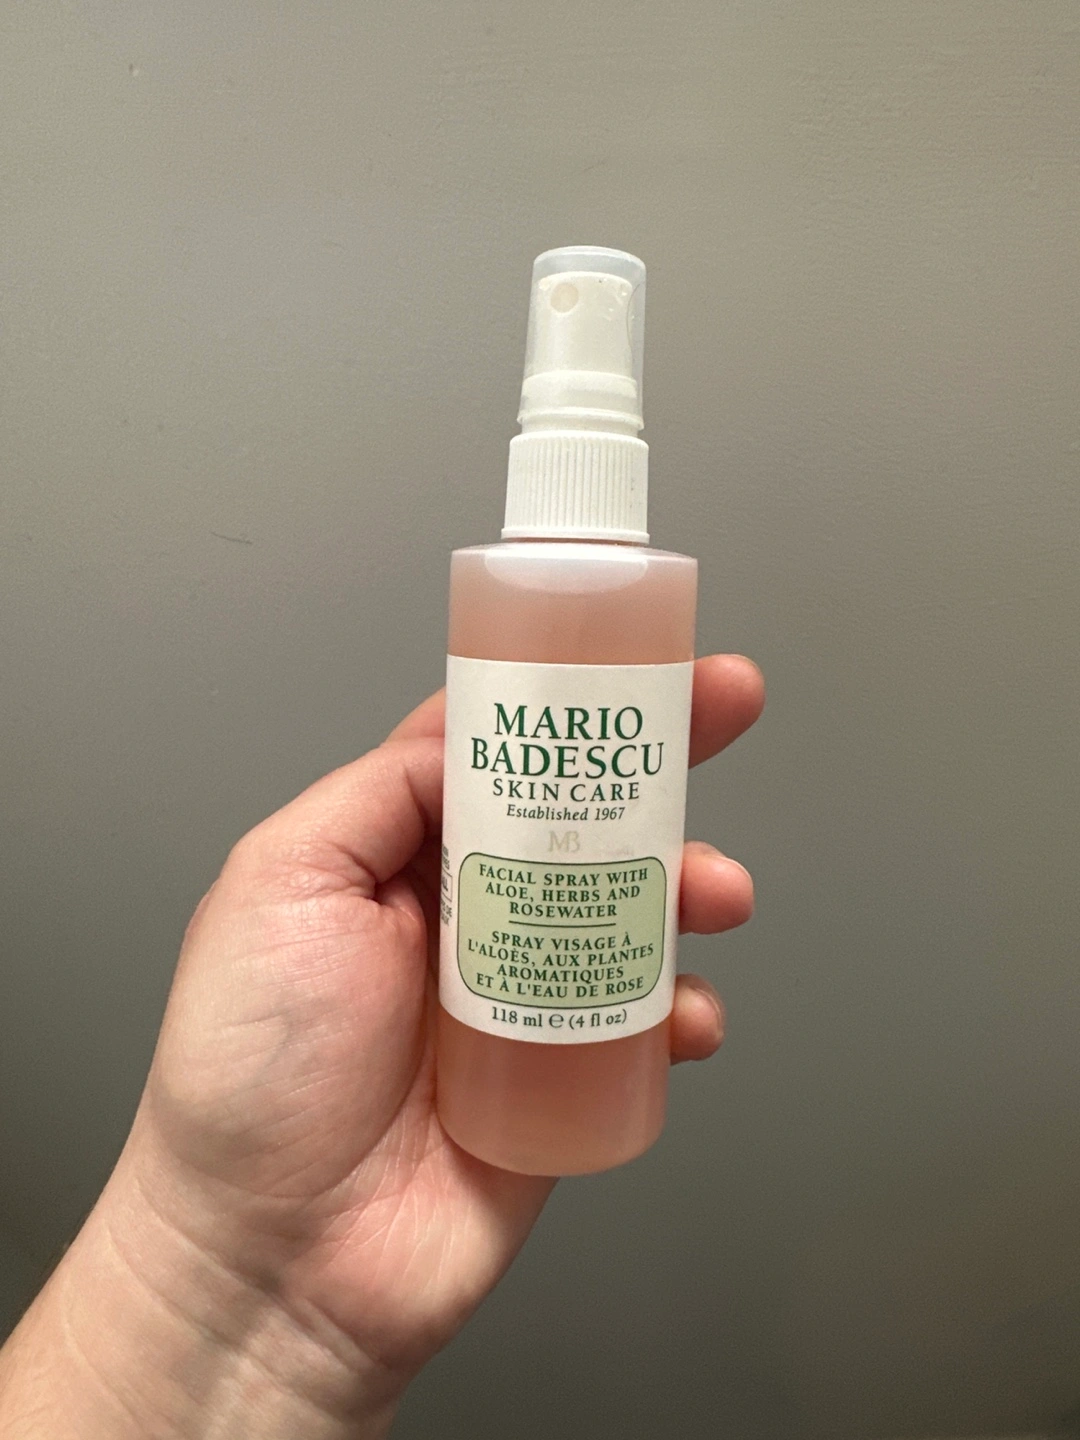 MARIO
BADESCU
SKIN CARE
Established 1967
MB
FACIAL SPRAY WITH
ALOE, HERBS AND
ROSEWATER
SPRAY VISAGE À
L'ALOÈS, AUX PLANTES
AROMATIQUES
ET À L'EAU DE ROSE
118 ml ℮ (4 fl oz)